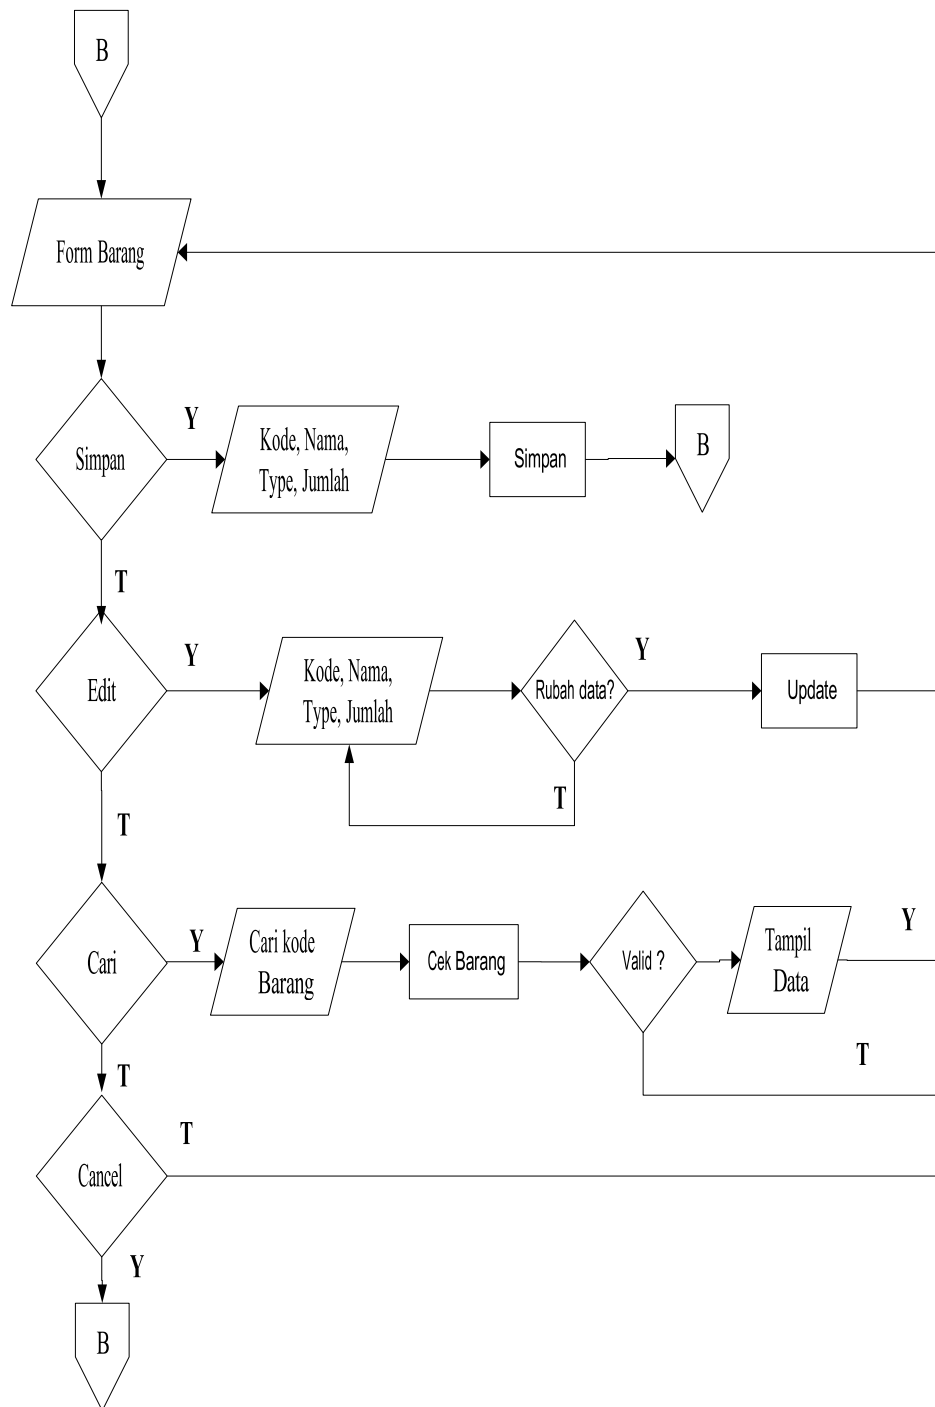 B
Form Barang
Simpan
Y
Kode, Nama,
Type, Jumlah
Simpan
B
T
Edit
Y
Kode, Nama,
Type, Jumlah
Rubah data?
Y
Update
T
T
Cari
Y
Cari kode
Barang
Cek Barang
Valid ?
Tampil
Data
Y
T
T
Cancel
T
Y
B